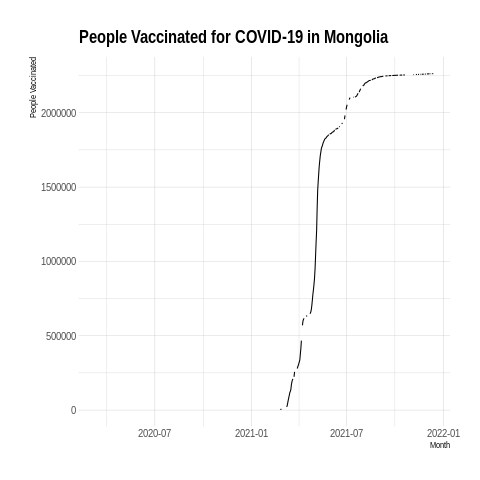 People Vaccinated for COVID-19 in Mongolia
People Vaccinated
2000000
1500000
1000000
500000
0
2020-07 2021-01 2021-07 2022-01
Month